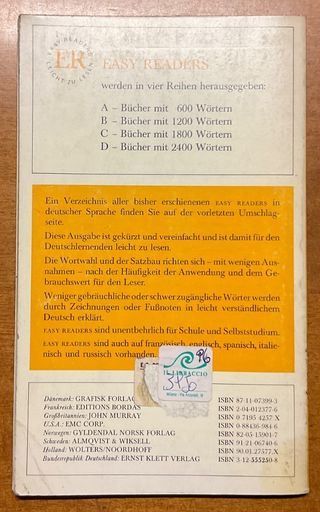 EASY READERS
LEICHT ZU LESEN
ER
EASY READERS
werden in vier Reihen herausgegeben:
A – Bücher mit 600 Wörtern
B – Bücher mit 1200 Wörtern
C – Bücher mit 1800 Wörtern
D – Bücher mit 2400 Wörtern
Ein Verzeichnis aller bisher erschienenen EASY READERS in
deutscher Sprache finden Sie auf der vorletzten Umschlag-
seite.
Diese Ausgabe ist gekürzt und vereinfacht und ist damit für den
Deutschlernenden leicht zu lesen.
Die Wortwahl und der Satzbau richten sich – mit wenigen Aus-
nahmen – nach der Häufigkeit der Anwendung und dem Ge-
brauchswert für den Leser.
Weniger gebräuchliche oder schwer zugängliche Wörter werden
durch Zeichnungen oder Fußnoten in leicht verständlichem
Deutsch erklärt.
EASY READERS sind unentbehrlich für Schule und Selbststudium.
EASY READERS sind auch auf französisch, englisch, spanisch, italie-
nisch und russisch vorhanden.
96
IL LIBRACCIO
Dänemark: GRAFISK FORLAG ISBN 87-11-07399-3
Frankreich: EDITIONS BORDAS ISBN 2-04-012377-6
Großbritannien: JOHN MURRAY ISBN 0 7195 4257-X
U.S.A.: EMC CORP. ISBN 0-88436-984-6
Norwegen: GYLDENDAL NORSK FORLAG ISBN 82-05-15901-7
Schweden: ALMQVIST & WIKSELL ISBN 91-21-06740-6
Holland: WOLTERS/NOORDHOFF ISBN 90.01.27577.X
Bundesrepublik Deutschland: ERNST KLETT VERLAG ISBN 3-12-555250-8